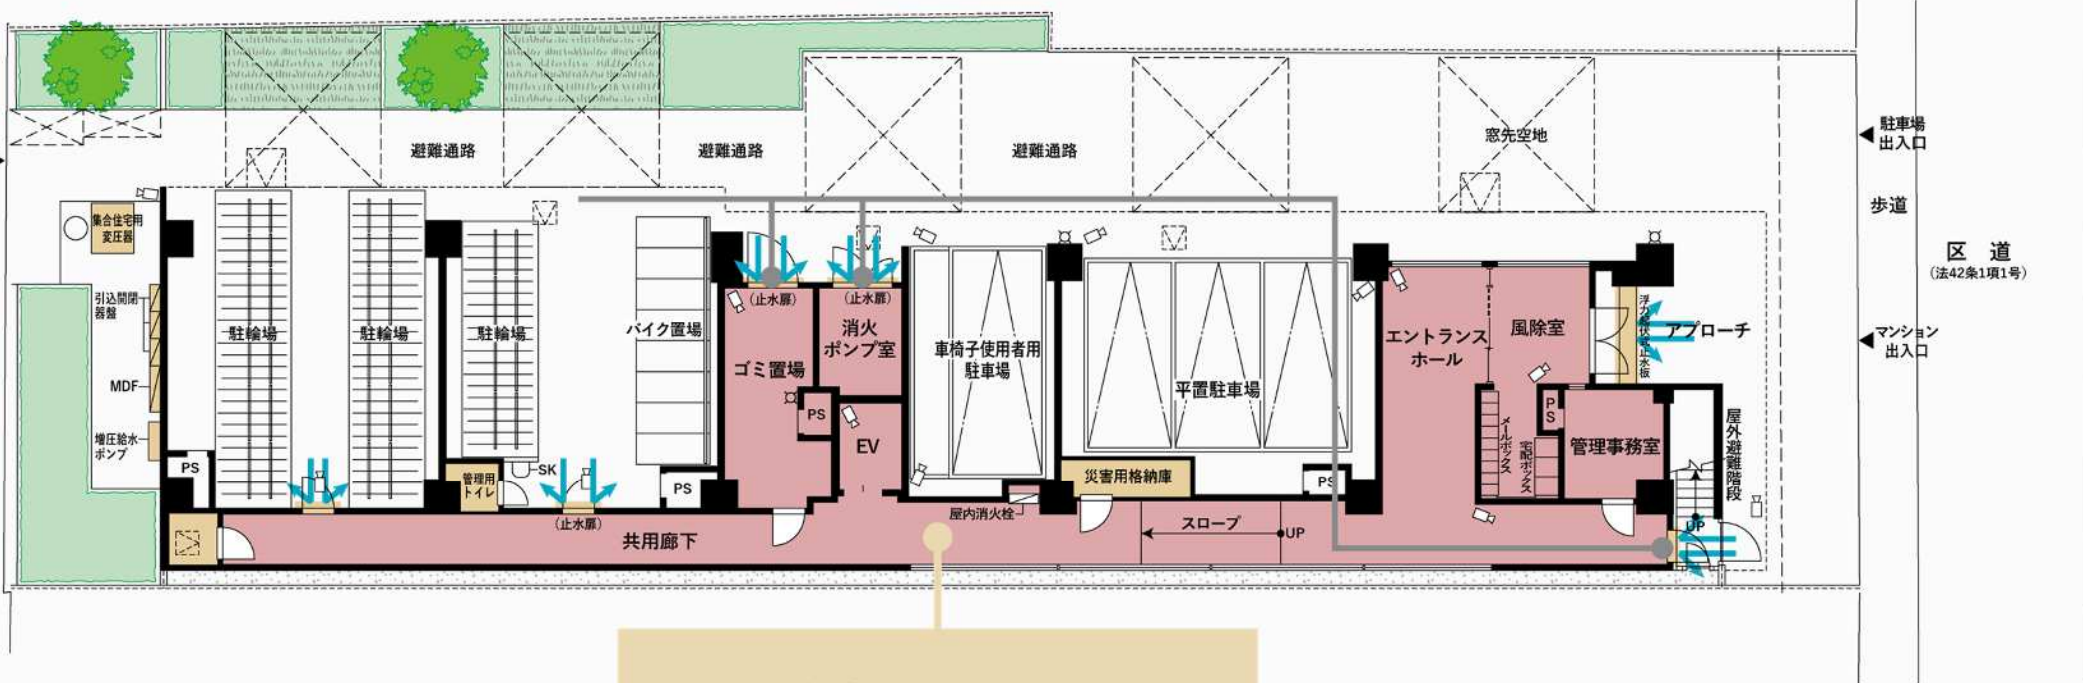 避難通路
避難通路
避難通路
窓先空地
駐車場
出入口
歩道
区 道
(法42条1項1号)
集合住宅用
変圧器
引込開閉
器盤
MDF
増圧給水
ポンプ
PS
駐輪場
駐輪場
駐輪場
バイク置場
管理用
トイレ
SK
(止水扉)
PS
(止水扉)
(止水扉)
ゴミ置場
消火
ポンプ室
PS
EV
車椅子使用者用
駐車場
平置駐車場
災害用格納庫
PS
屋内消火栓
共用廊下
スロープ
UP
エントランス
ホール
風除室
メールボックス
宅配ボックス
PS
管理事務室
アプローチ
マンション
出入口
屋外避難階段
UP